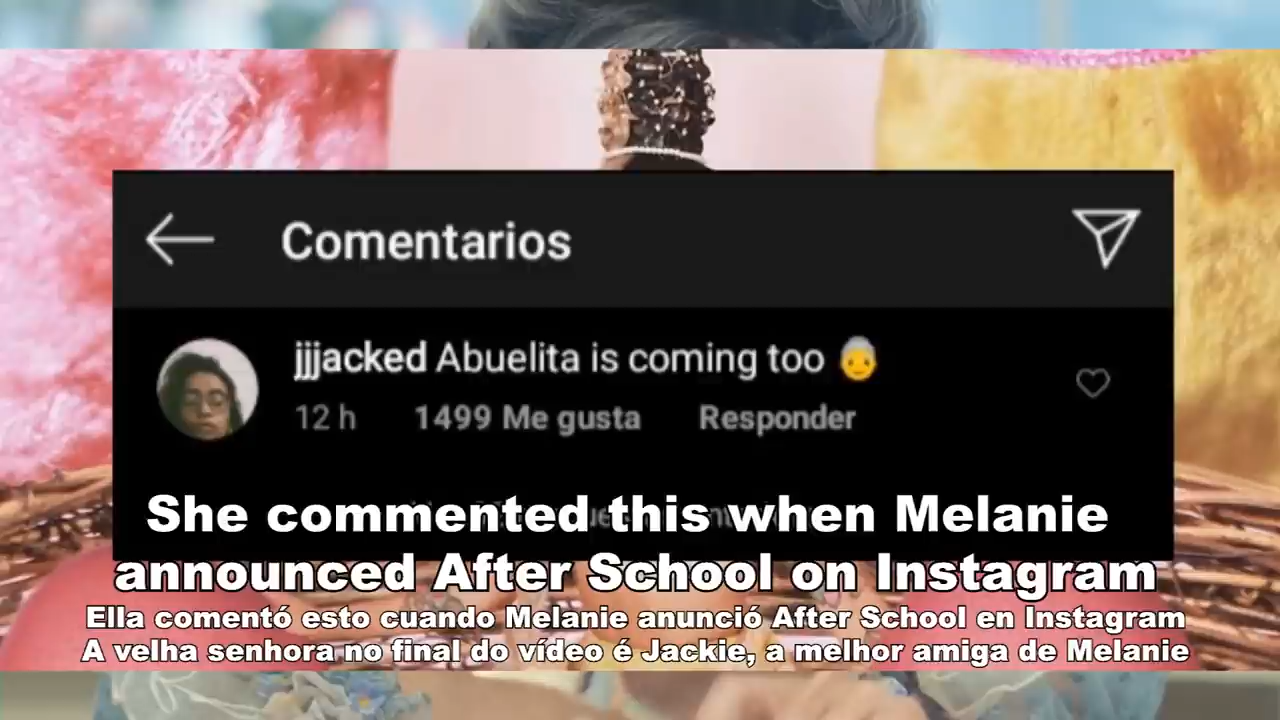 Comentarios
jjjacked Abuelita is coming too 👵
12 h 1499 Me gusta Responder
She commented this when Melanie
announced After School on Instagram
Ella comentó esto cuando Melanie anunció After School en Instagram
A velha senhora no final do vídeo é Jackie, a melhor amiga de Melanie